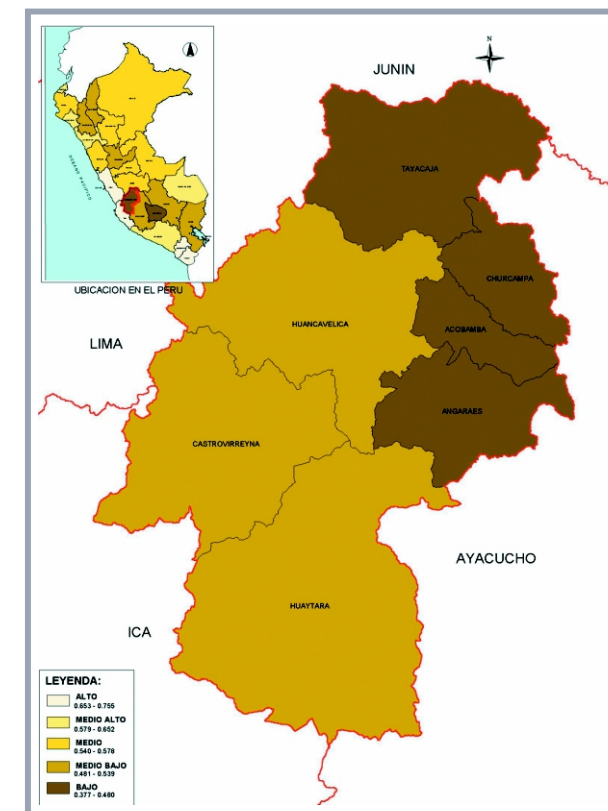 N
JUNIN
TAYACAJA
OCEANO PACIFICO
CHURCAMPA
UBICACION EN EL PERU
HUANCAVELICA
ACOBAMBA
LIMA
ANGARAES
CASTROVIRREYNA
AYACUCHO
HUAYTARA
ICA
LEYENDA:
ALTO
0.653 - 0.755
MEDIO ALTO
0.579 - 0.652
MEDIO
0.540 - 0.578
MEDIO BAJO
0.481 - 0.539
BAJO
0.377 - 0.480